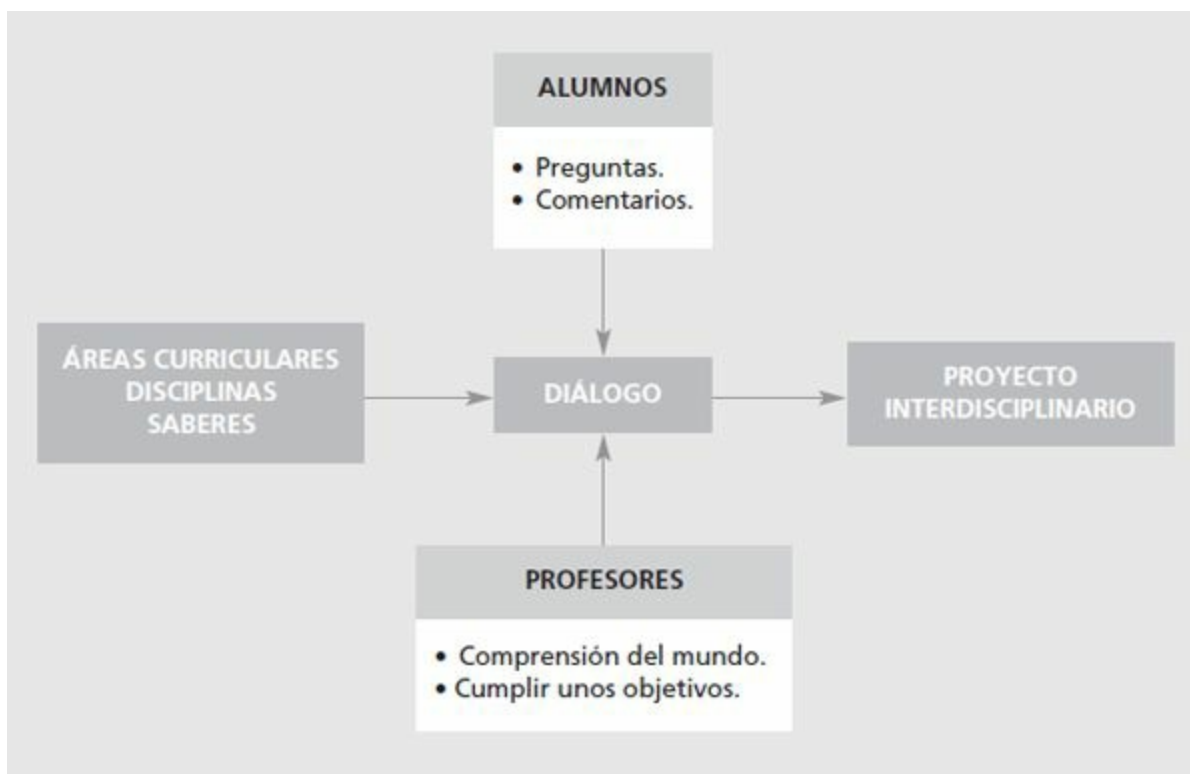 ALUMNOS
• Preguntas.
• Comentarios.
ÁREAS CURRICULARES
DISCIPLINAS
SABERES
DIÁLOGO
PROYECTO
INTERDISCIPLINARIO
PROFESORES
• Comprensión del mundo.
• Cumplir unos objetivos.